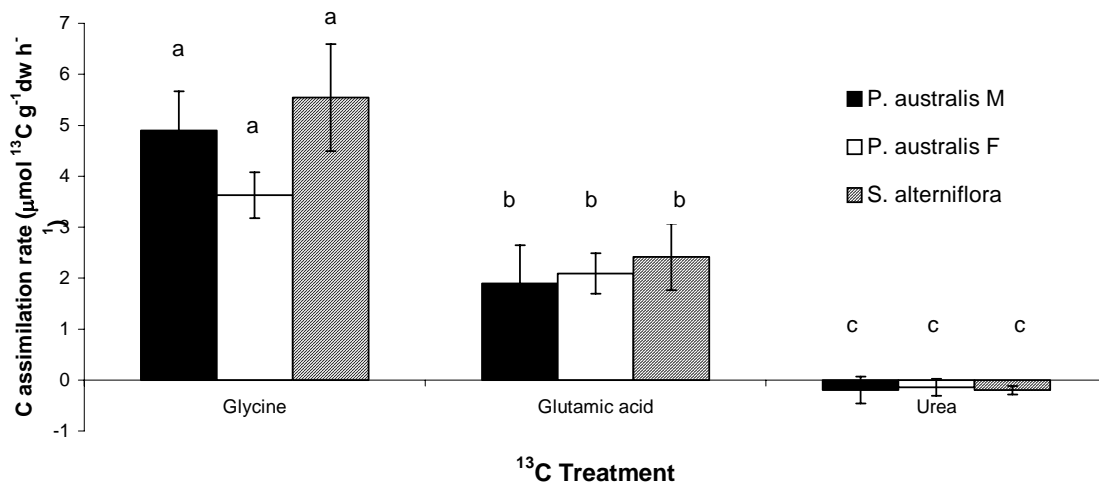 C assimilation rate (μmol ¹³C g⁻¹dw h⁻
¹)
7
6
5
4
3
2
1
0
-1
a
a
a
b
b
b
c
c
c
P. australis M
P. australis F
S. alterniflora
Glycine
Glutamic acid
Urea
¹³C Treatment